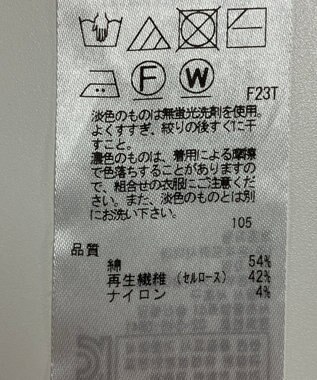 F
W
F23T
淡色のものは無蛍光洗剤を使用。
よくすすぎ、絞りの後すぐに干
すこと。
濃色のものは、着用による摩擦
で色落ちすることがありますの
で、組合せの衣服にご注意くだ
さい。また、淡色のものとは別
にお洗い下さい。
105
品質
綿 54%
再生繊維（セルロース） 42%
ナイロン 4%